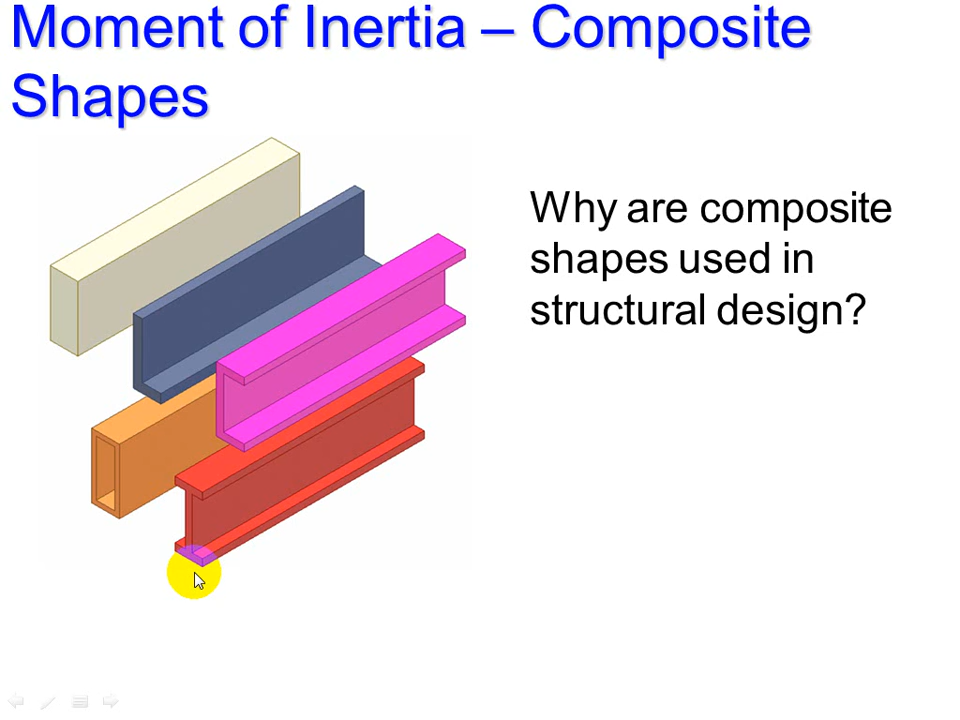 Moment of Inertia – Composite
Shapes
Why are composite
shapes used in
structural design?